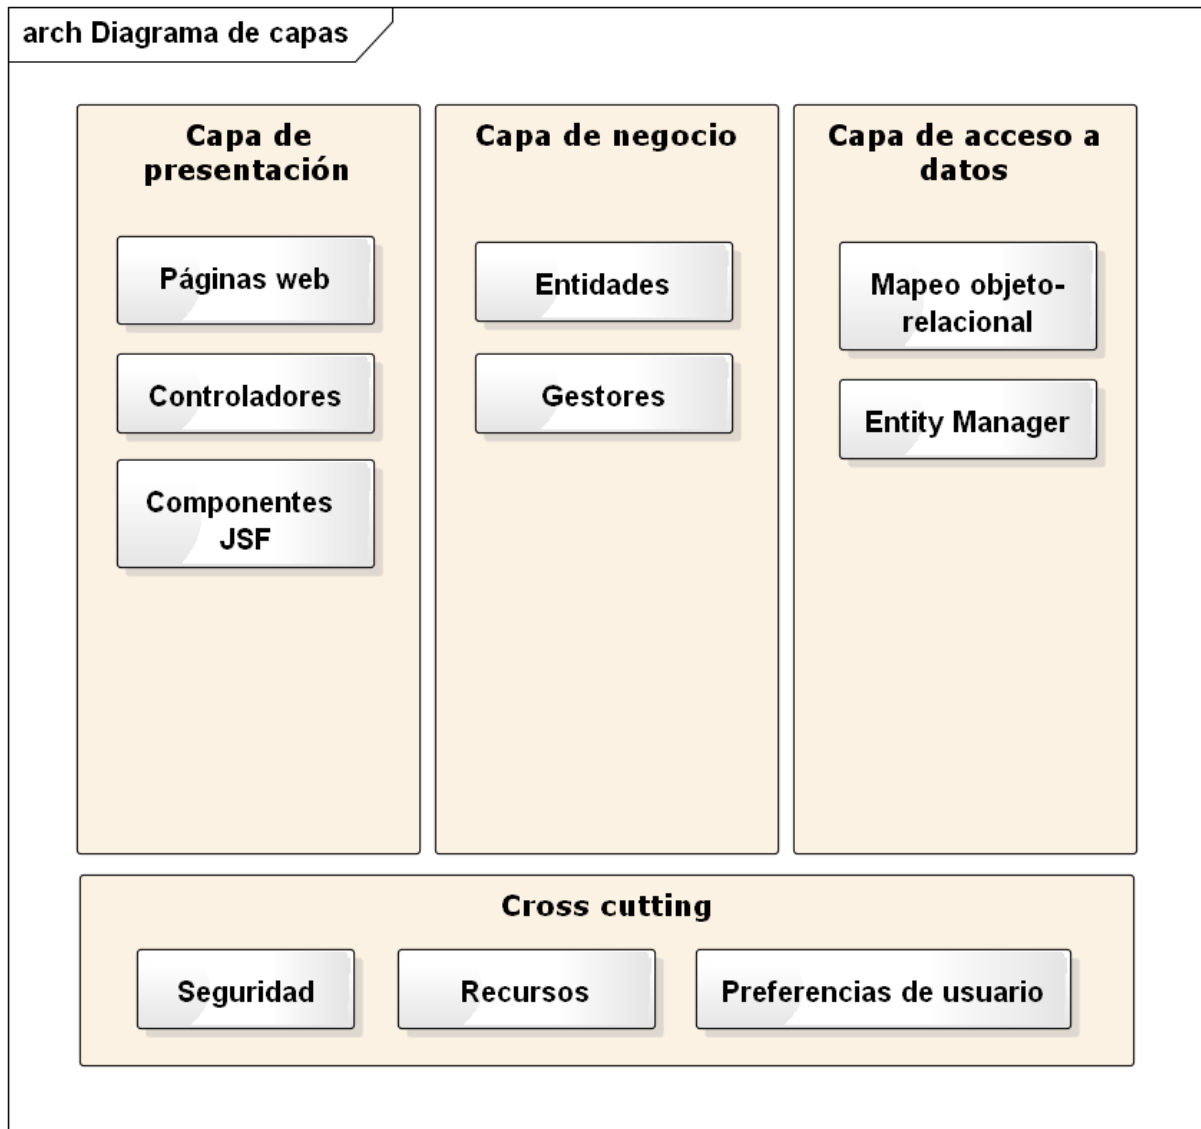 arch Diagrama de capas
Capa de
presentación
Páginas web
Controladores
Componentes
JSF
Capa de negocio
Entidades
Gestores
Capa de acceso a
datos
Mapeo objeto-
relacional
Entity Manager
Cross cutting
Seguridad
Recursos
Preferencias de usuario